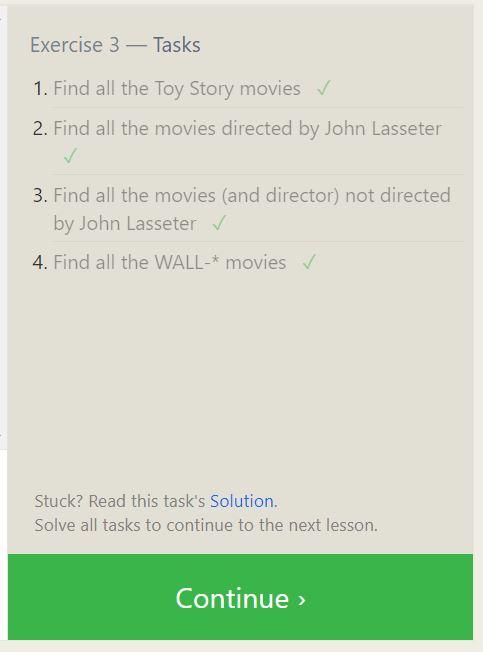 Exercise 3 — Tasks
1. Find all the Toy Story movies ✓
2. Find all the movies directed by John Lasseter
✓
3. Find all the movies (and director) not directed
by John Lasseter ✓
4. Find all the WALL-* movies ✓
Stuck? Read this task's Solution.
Solve all tasks to continue to the next lesson.
Continue ›